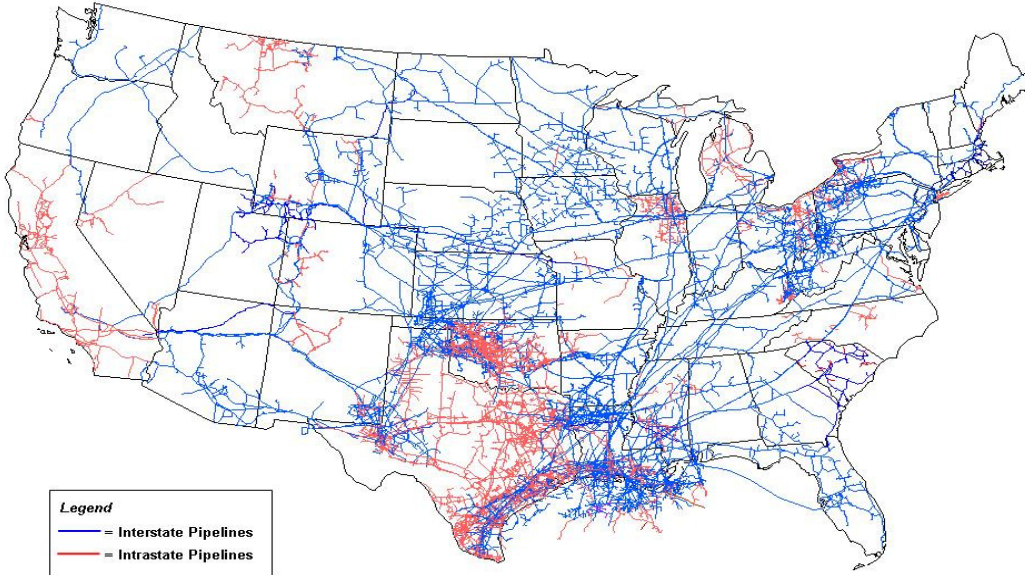 Legend
= Interstate Pipelines
= Intrastate Pipelines